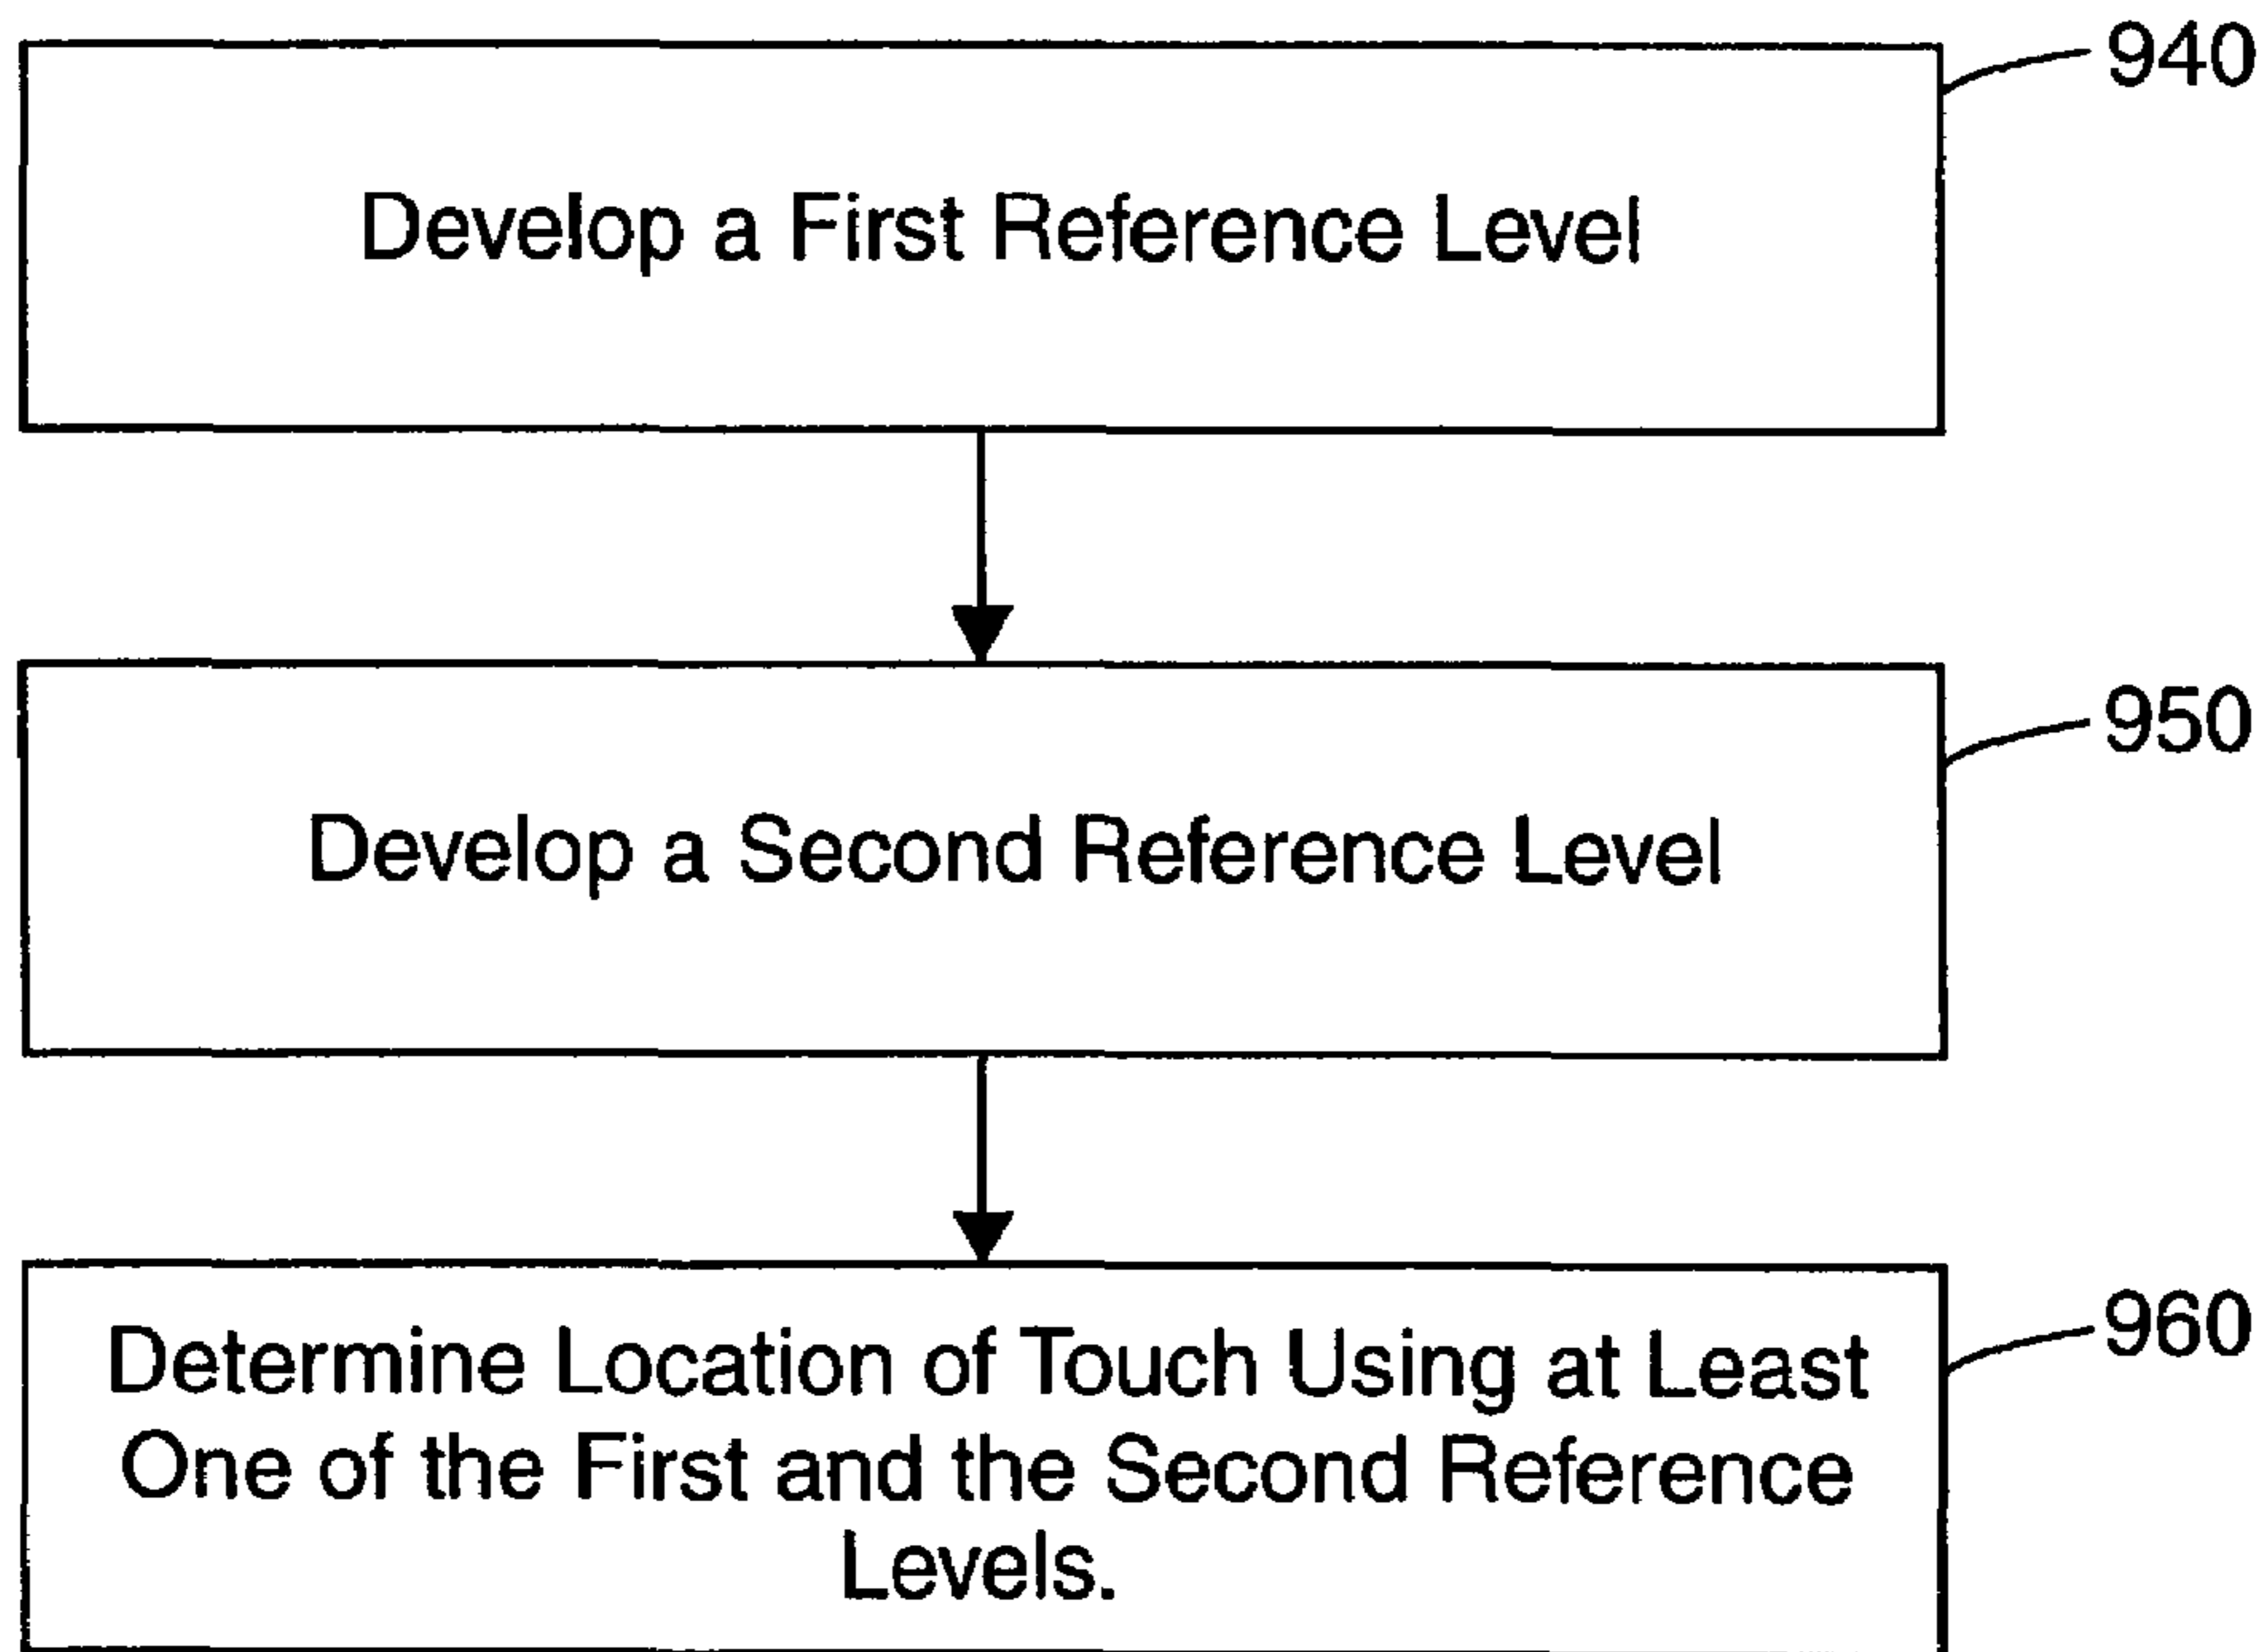 940
Develop a First Reference Level
950
Develop a Second Reference Level
960
Determine Location of Touch Using at Least
One of the First and the Second Reference
Levels.